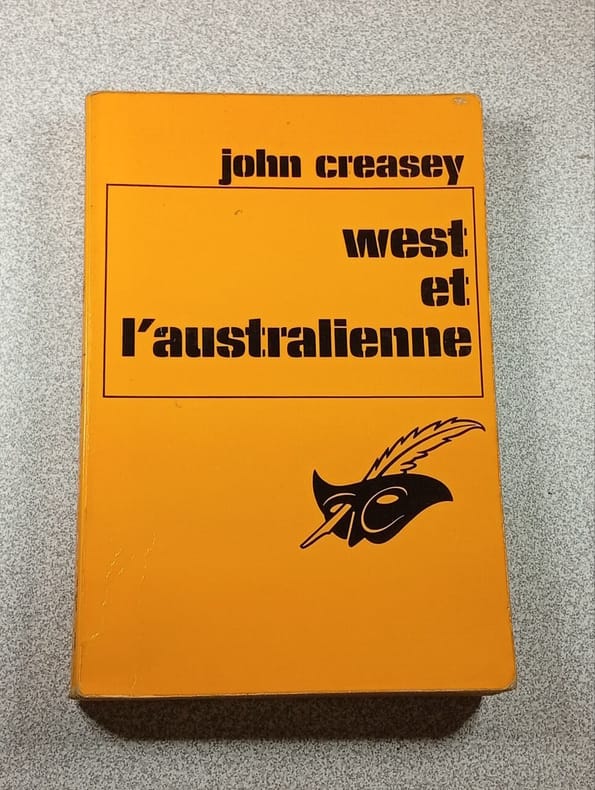 john creasey
west
et
l'australienne